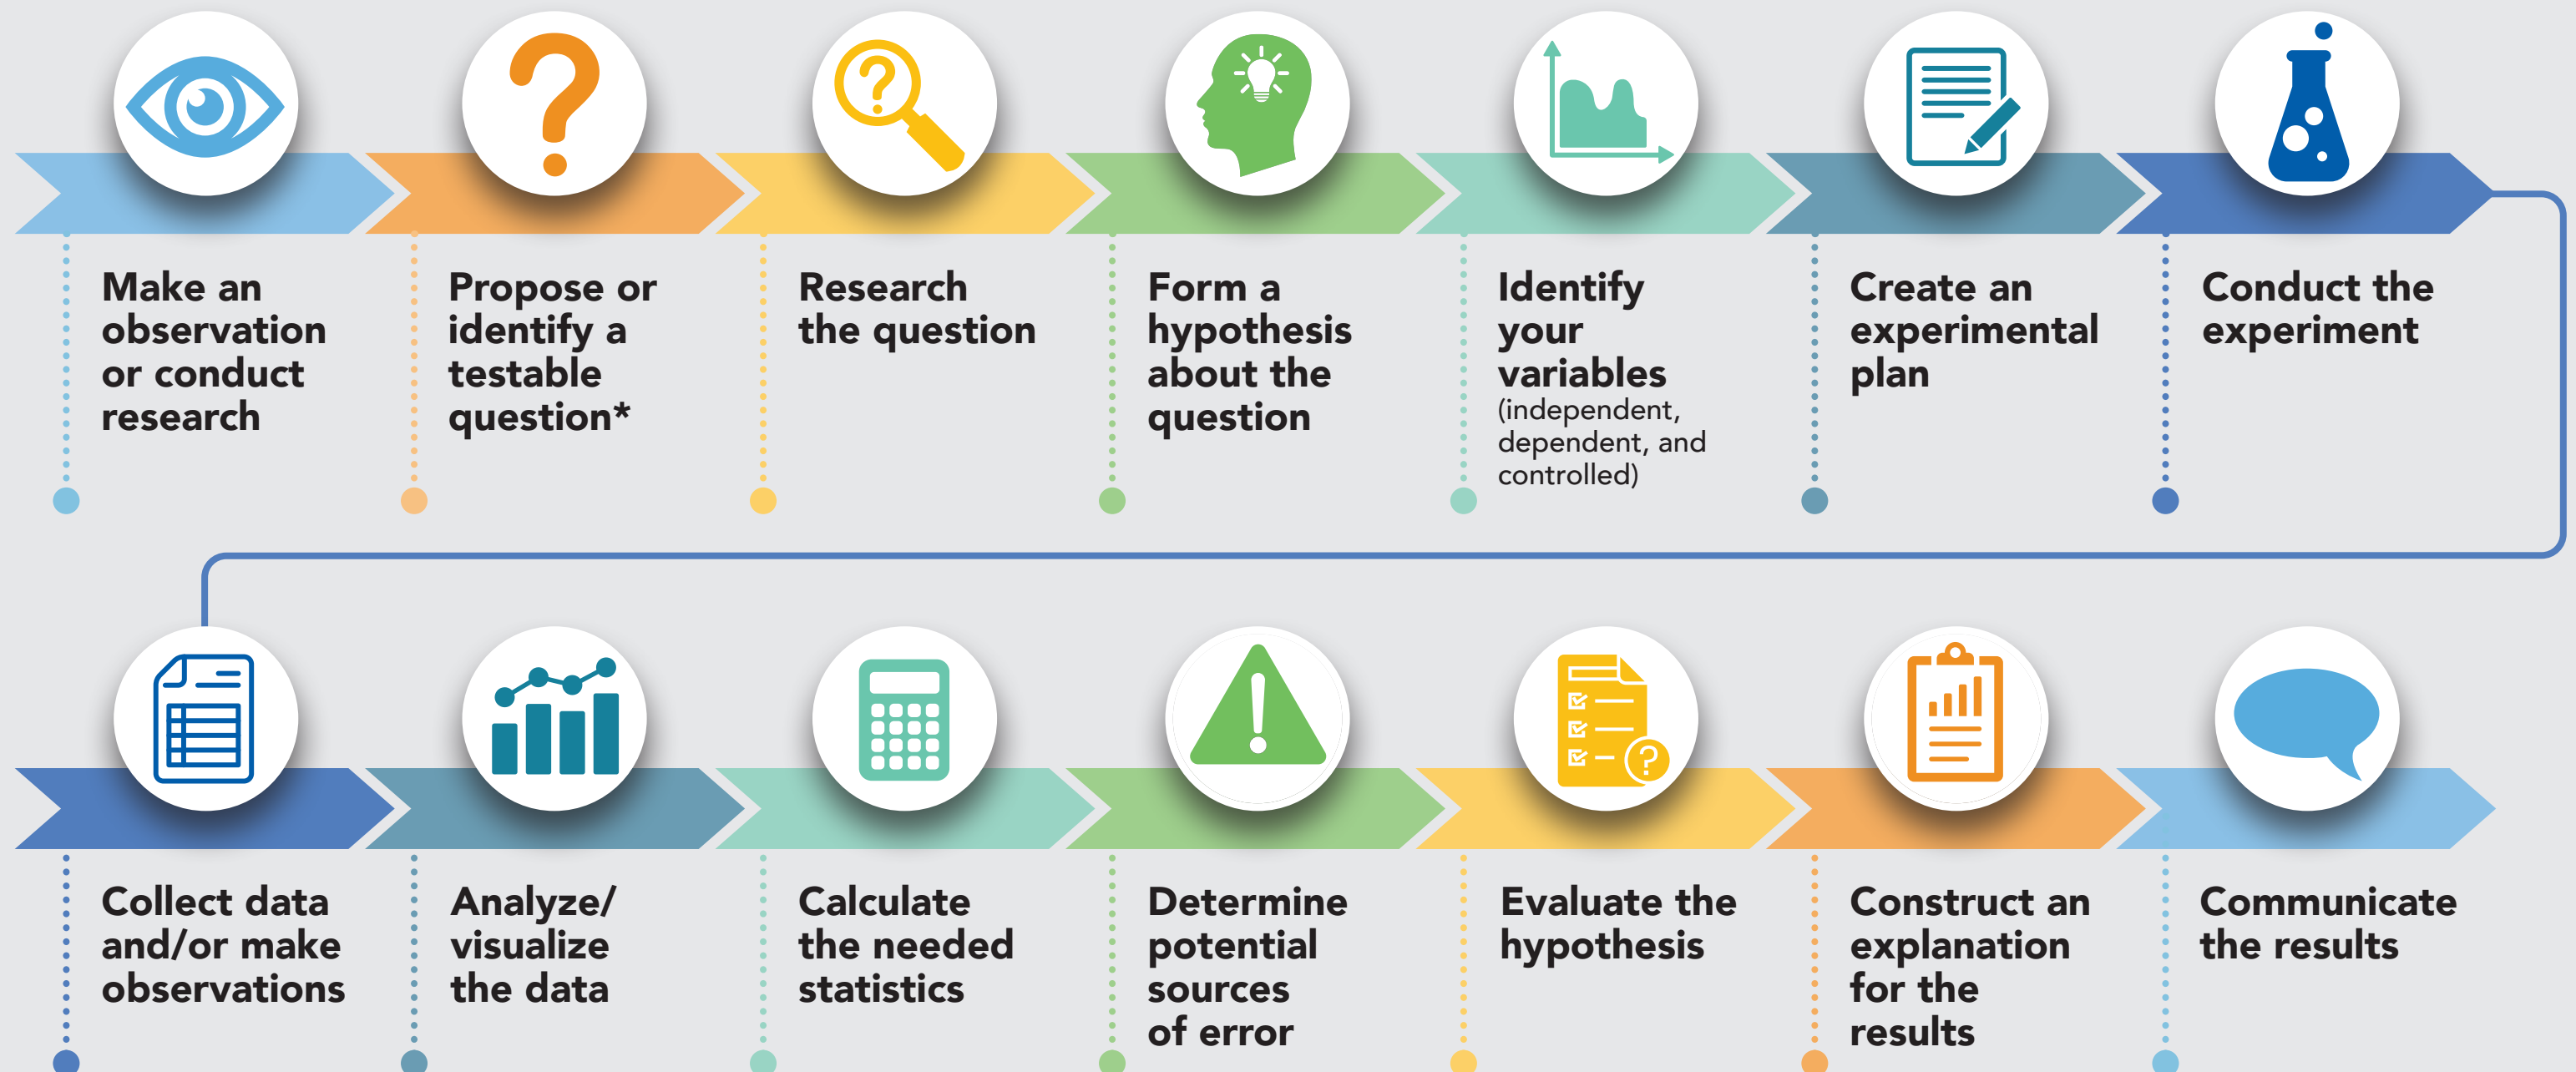 Make an
observation
or conduct
research
Propose or
identify a
testable
question*
Research
the question
Form a
hypothesis
about the
question
Identify
your
variables
(independent,
dependent, and
controlled)
Create an
experimental
plan
Conduct the
experiment
Collect data
and/or make
observations
Analyze/
visualize
the data
Calculate
the needed
statistics
Determine
potential
sources
of error
Evaluate the
hypothesis
Construct an
explanation
for the
results
Communicate
the results